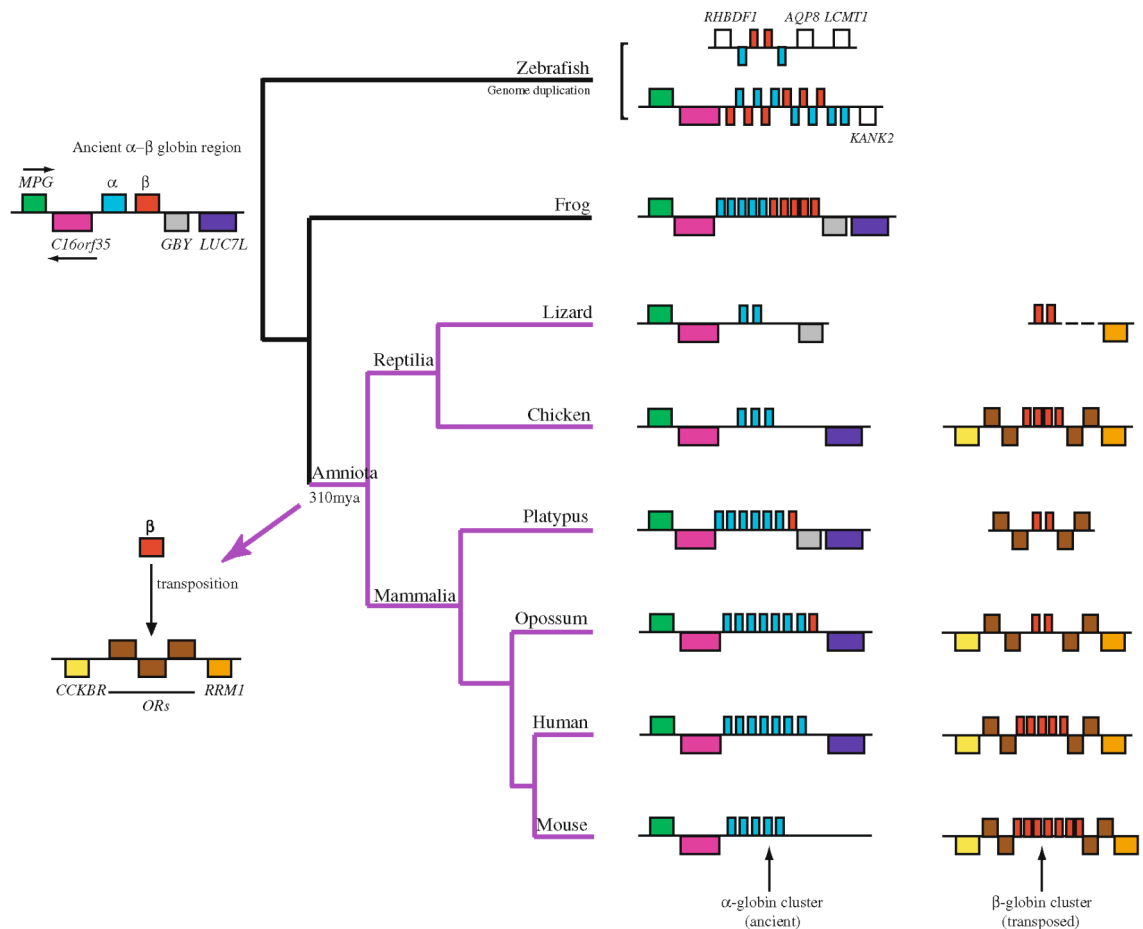 RHBDF1 AQP8 LCMT1
Zebrafish
Genome duplication
KANK2
Ancient α–β globin region
MPG α β
C16orf35 GBY LUC7L
Frog
Lizard
Reptilia
Chicken
Amniota
310mya
Platypus
β
transposition
Mammalia
Opossum
CCKBR RRM1
ORs
Human
Mouse
α-globin cluster
(ancient)
β-globin cluster
(transposed)